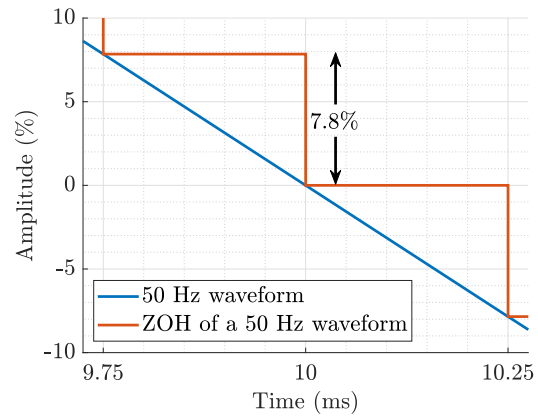 10
5
0
-5
-10
Amplitude (%)
7.8%
50 Hz waveform
ZOH of a 50 Hz waveform
9.75 10 10.25
Time (ms)